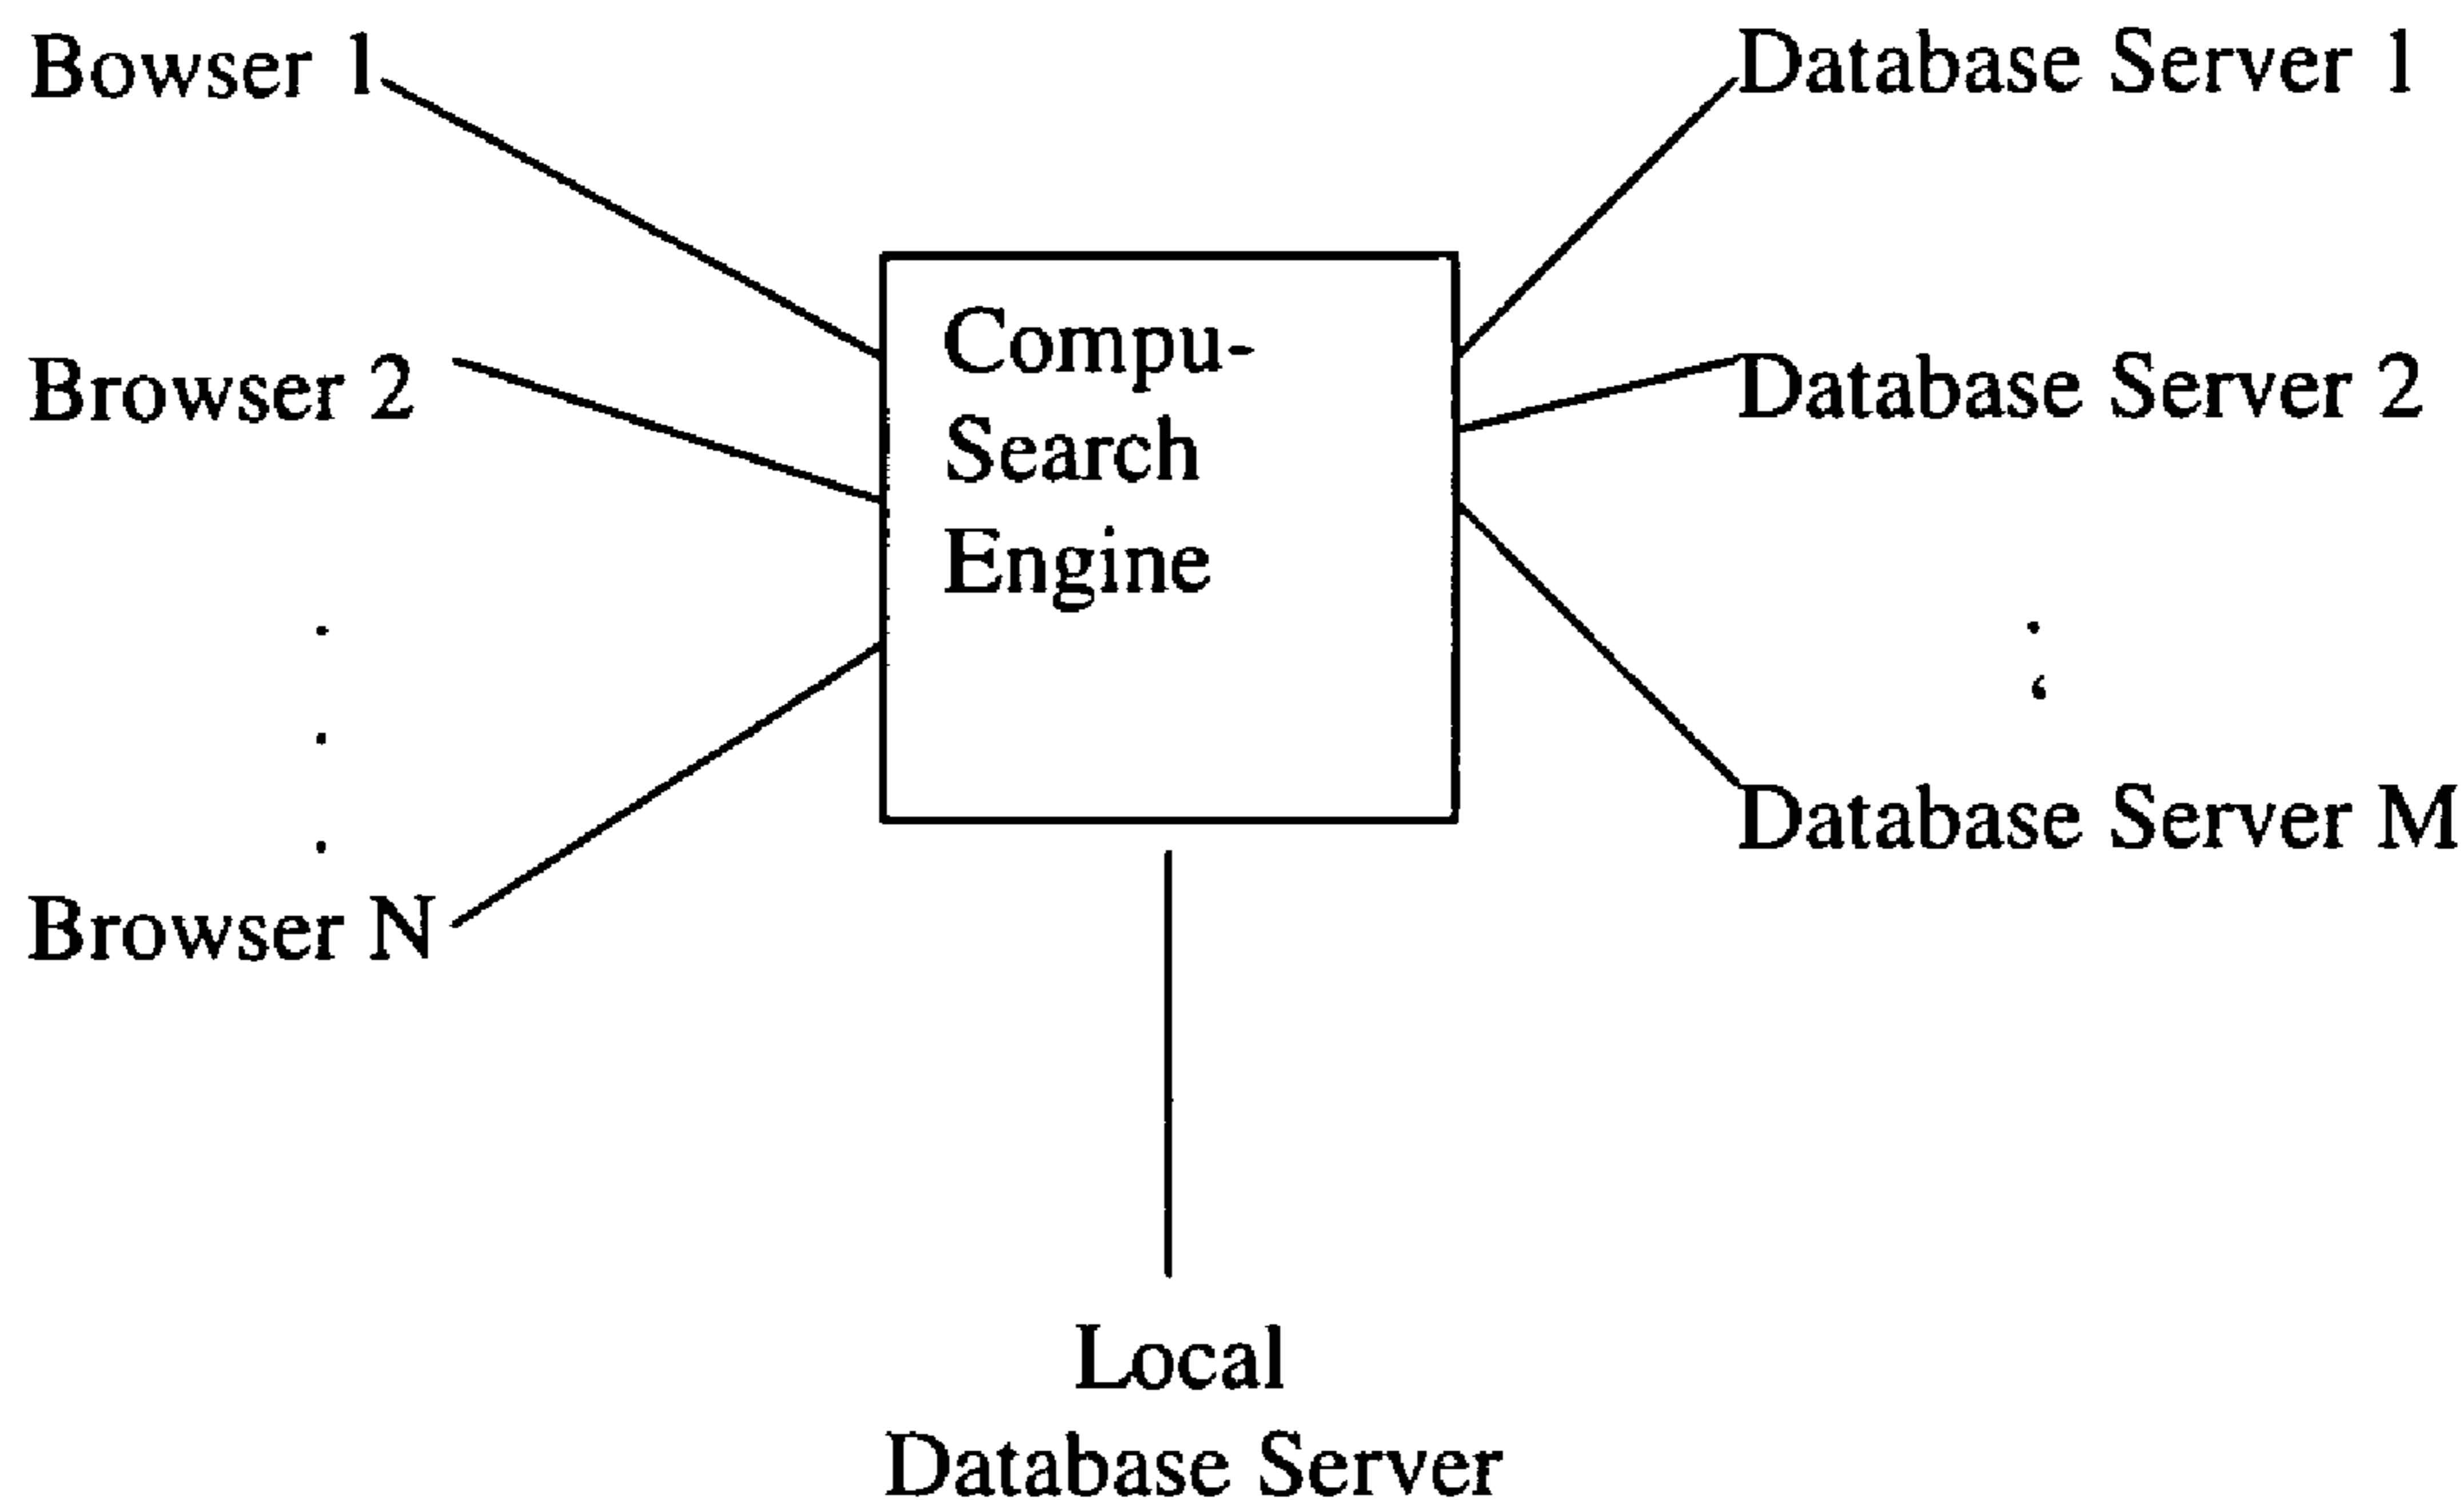 Bowser 1
Browser 2
Browser N
Compu-
Search
Engine
Database Server 1
Database Server 2
Database Server M
Local
Database Server